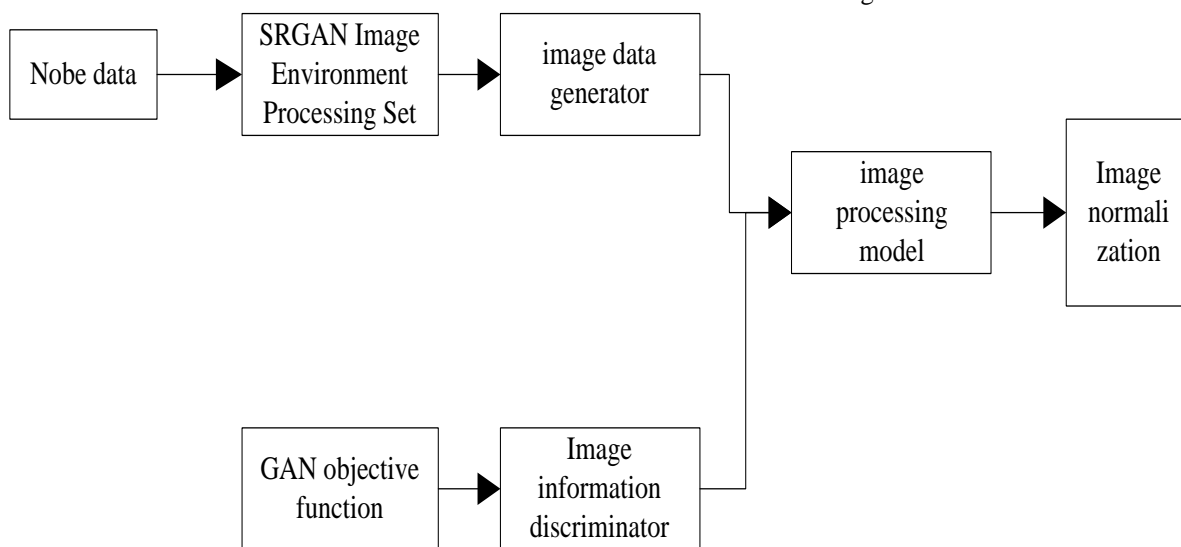 Nobe data
SRGAN Image
Environment
Processing Set
image data
generator
image
processing
model
Image
normali
zation
GAN objective
function
Image
information
discriminator